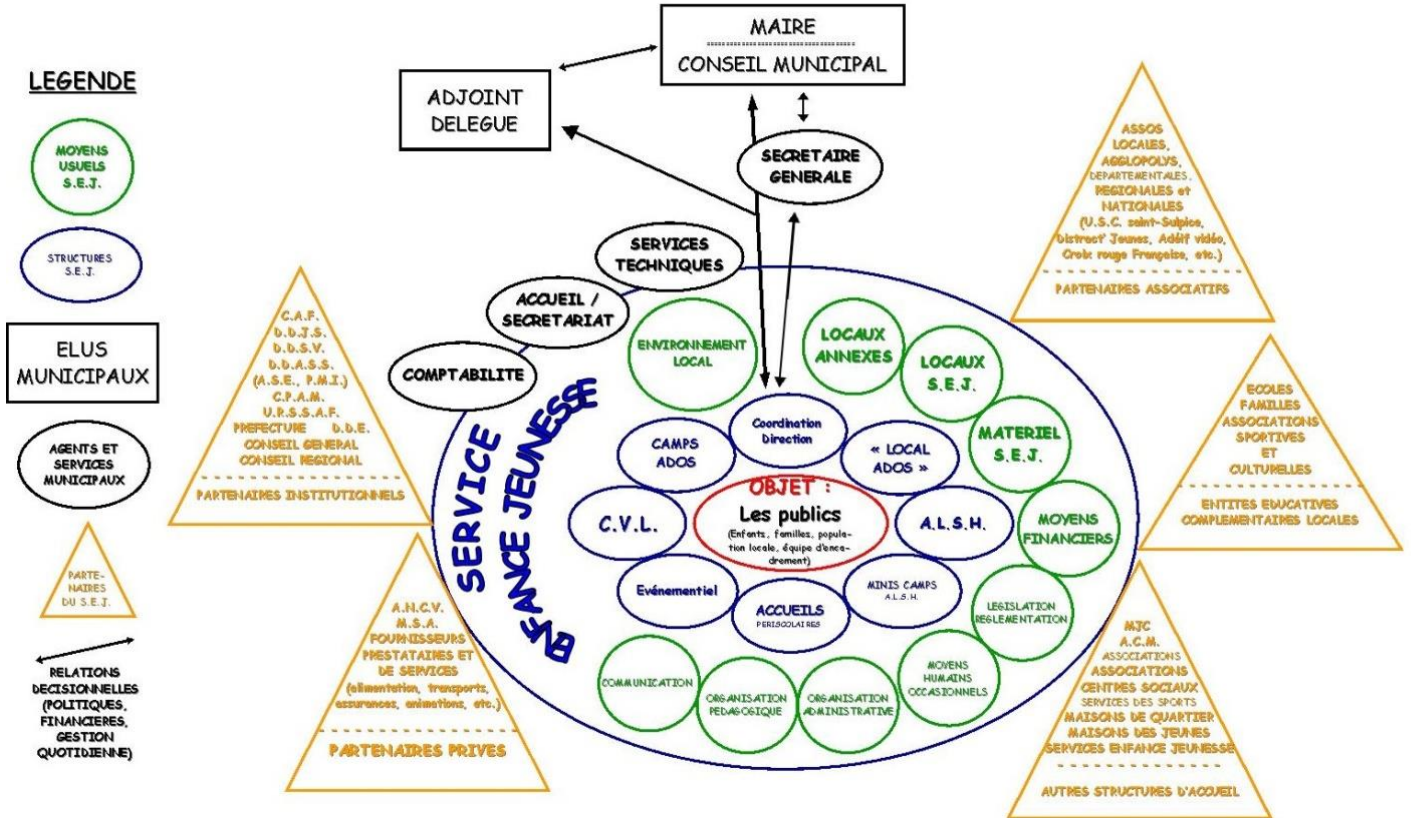 LEGENDE
MOYENS
USUELS
S.E.J.
STRUCTURES
S.E.J.
ELUS
MUNICIPAUX
AGENTS ET
SERVICES
MUNICIPAUX
PARTE-
NAIRES
DU S.E.J.
RELATIONS
DECISIONNELLES
(POLITIQUES,
FINANCIERES,
GESTION
QUOTIDIENNE)
MAIRE
CONSEIL MUNICIPAL
ADJOINT
DELEGUE
SECRETAIRE
GENERALE
SERVICES
TECHNIQUES
ACCUEIL /
SECRETARIAT
COMPTABILITE
SERVICE
ENFANCE JEUNESSE
C.A.F.
D.D.J.S.
D.D.S.V.
D.D.A.S.S.
(A.S.E., P.M.I.)
C.P.A.M.
U.R.S.S.A.F.
PREFECTURE D.D.E.
CONSEIL GENERAL
CONSEIL REGIONAL
PARTENAIRES INSTITUTIONNELS
A.N.C.V.
M.S.A.
FOURNISSEURS
PRESTATAIRES ET
DE SERVICES
(alimentation, transports,
assurances, animations, etc.)
PARTENAIRES PRIVES
ENVIRONNEMENT
LOCAL
LOCAUX
ANNEXES
LOCAUX
S.E.J.
MATERIEL
S.E.J.
MOYENS
FINANCIERS
LEGISLATION
REGLEMENTATION
MOYENS
HUMAINS
OCCASIONNELS
ORGANISATION
ADMINISTRATIVE
ORGANISATION
PEDAGOGIQUE
COMMUNICATION
Coordination
Direction
« LOCAL
ADOS »
A.L.S.H.
MINIS CAMPS
A.L.S.H.
ACCUEILS
PERISCOLAIRES
Evénementiel
C.V.L.
CAMPS
ADOS
OBJET :
Les publics
(Enfants, familles, popula-
tion locale, équipe d'enca-
drement)
ASSOS
LOCALES,
AGGLOPOLYS,
DEPARTEMENTALES,
REGIONALES et
NATIONALES
(U.S.C. saint-Sulpice,
Distract' Jeunes, Adélf vidéo,
Croix rouge Française, etc.)
PARTENAIRES ASSOCIATIFS
ECOLES
FAMILLES
ASSOCIATIONS
SPORTIVES
ET
CULTURELLES
ENTITES EDUCATIVES
COMPLEMENTAIRES LOCALES
MJC
A.C.M.
ASSOCIATIONS
ASSOCIATIONS
CENTRES SOCIAUX
SERVICES DES SPORTS
MAISONS DE QUARTIER
MAISONS DES JEUNES
SERVICES ENFANCE JEUNESSE
AUTRES STRUCTURES D'ACCUEIL